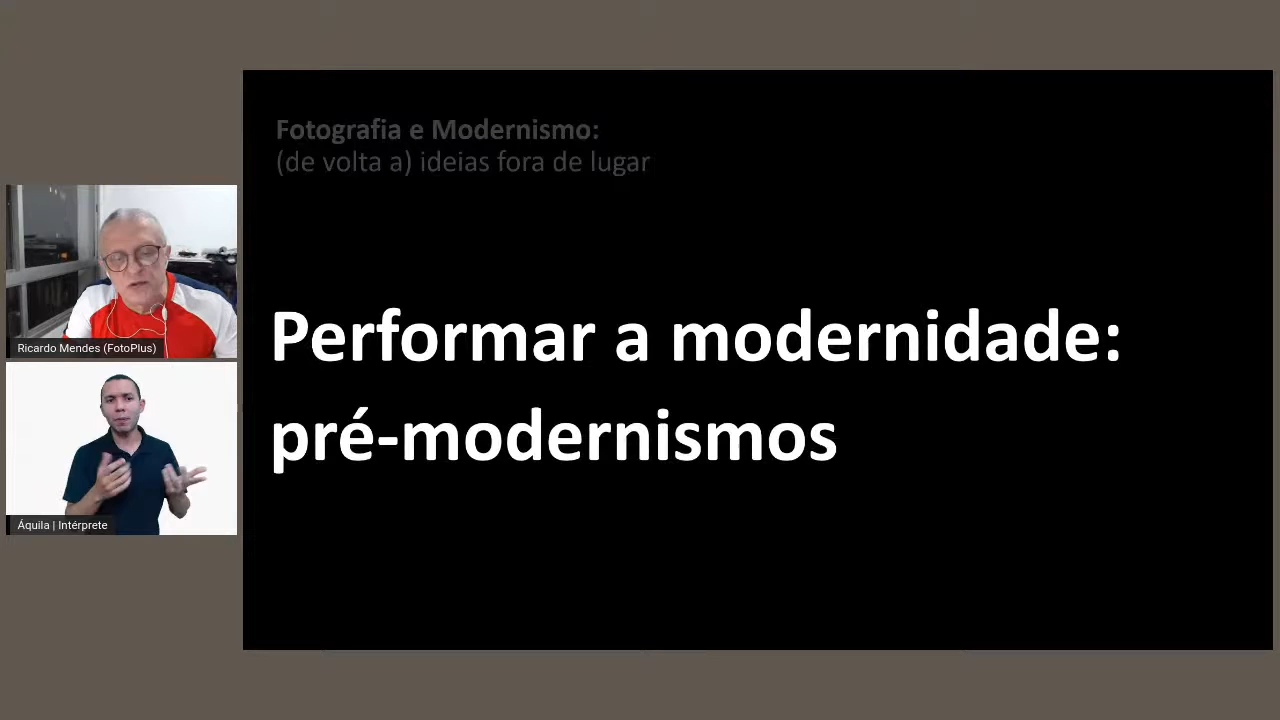 Fotografia e Modernismo:
(de volta a) ideias fora de lugar
Performar a modernidade:
pré-modernismos
Ricardo Mendes (FotoPlus)
Áquila | Intérprete